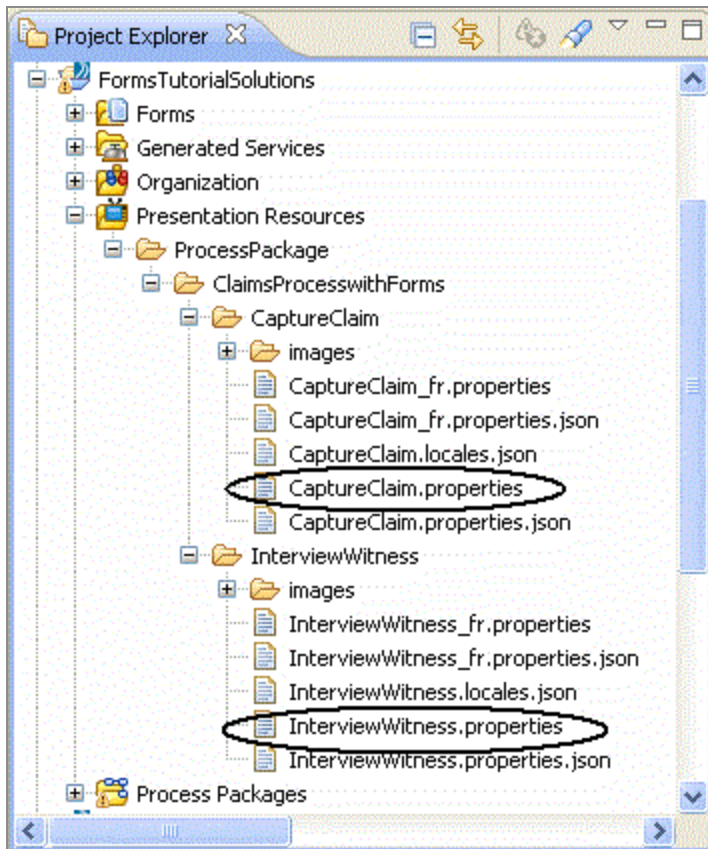 Project Explorer
FormsTutorialSolutions
Forms
Generated Services
Organization
Presentation Resources
ProcessPackage
ClaimsProcesswithForms
CaptureClaim
images
CaptureClaim_fr.properties
CaptureClaim_fr.properties.json
CaptureClaim.locales.json
CaptureClaim.properties
CaptureClaim.properties.json
InterviewWitness
images
InterviewWitness_fr.properties
InterviewWitness_fr.properties.json
InterviewWitness.locales.json
InterviewWitness.properties
InterviewWitness.properties.json
Process Packages